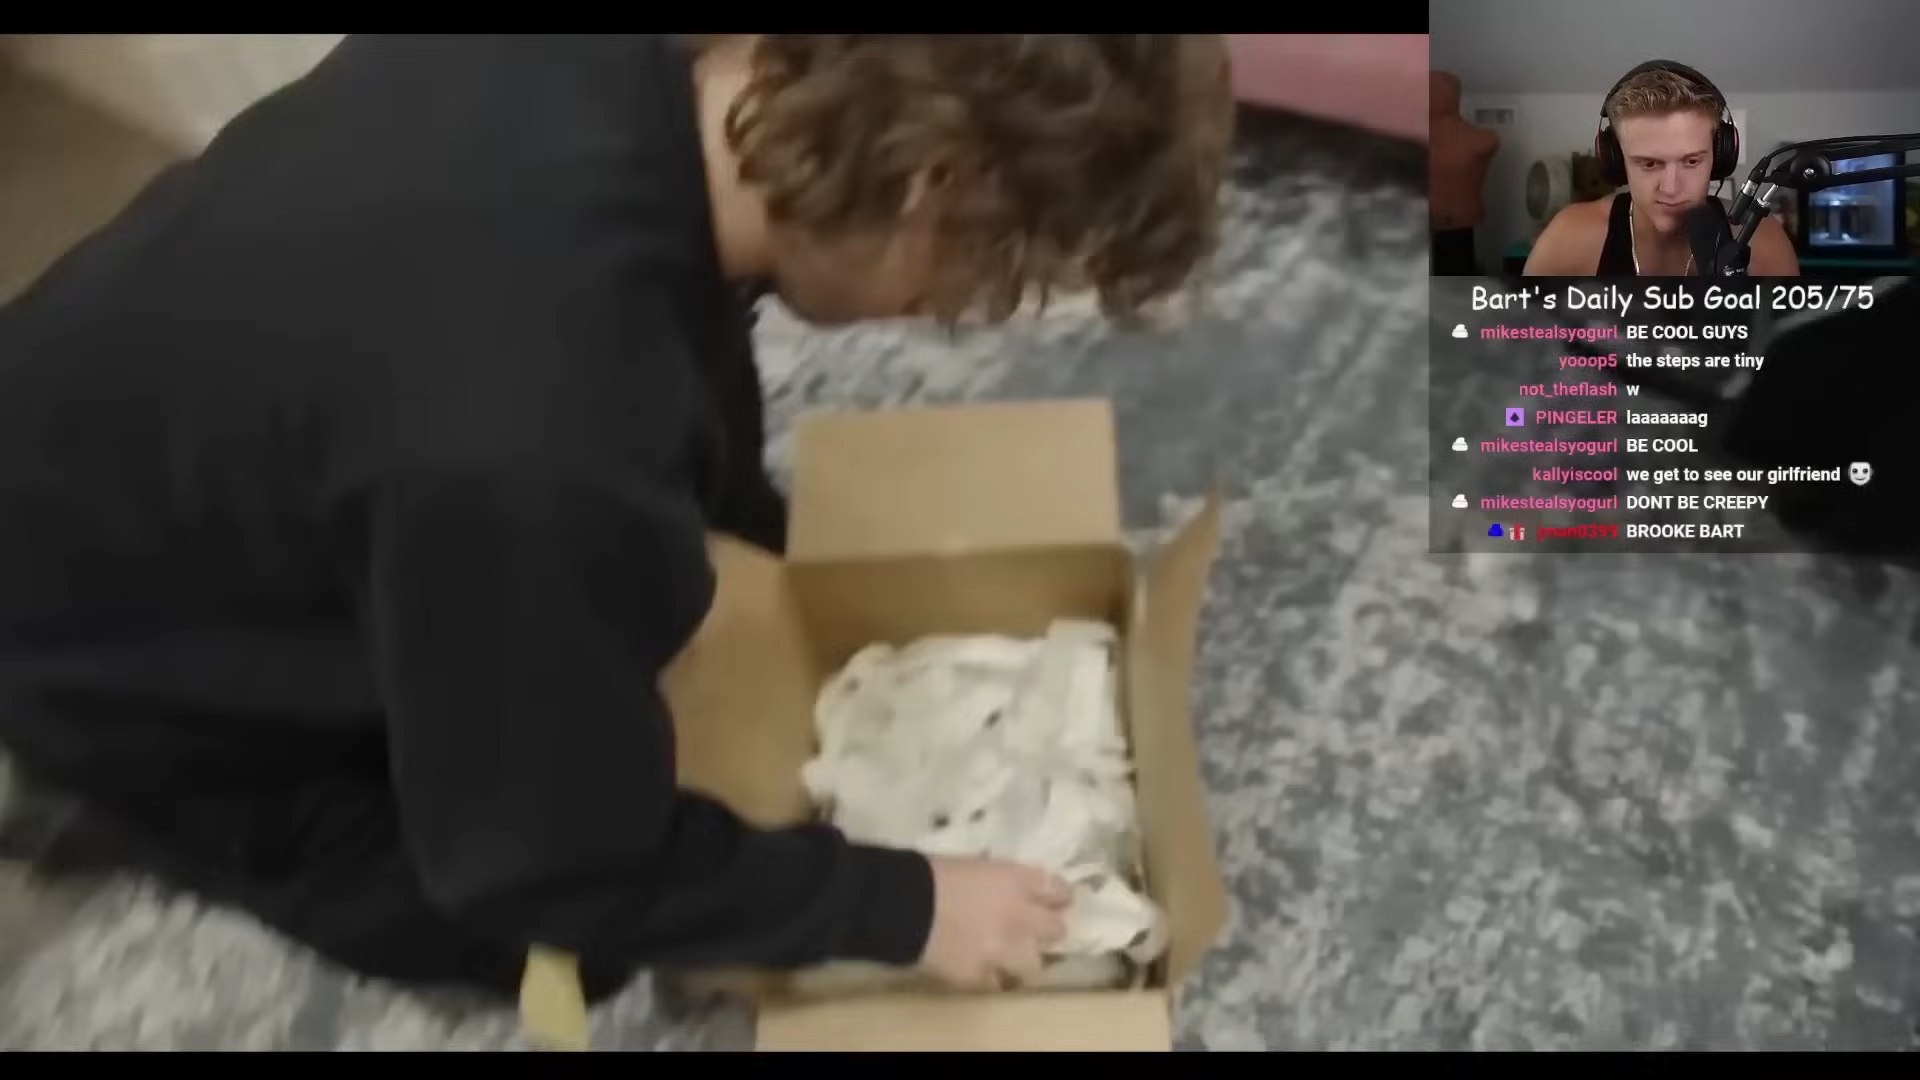 Bart's Daily Sub Goal 205/75
mikestealsyogurl BE COOL GUYS
yooop5 the steps are tiny
not_theflash w
PINGELER laaaaaaag
mikestealsyogurl BE COOL
kallyiscool we get to see our girlfriend
mikestealsyogurl DONT BE CREEPY
jman0399 BROOKE BART